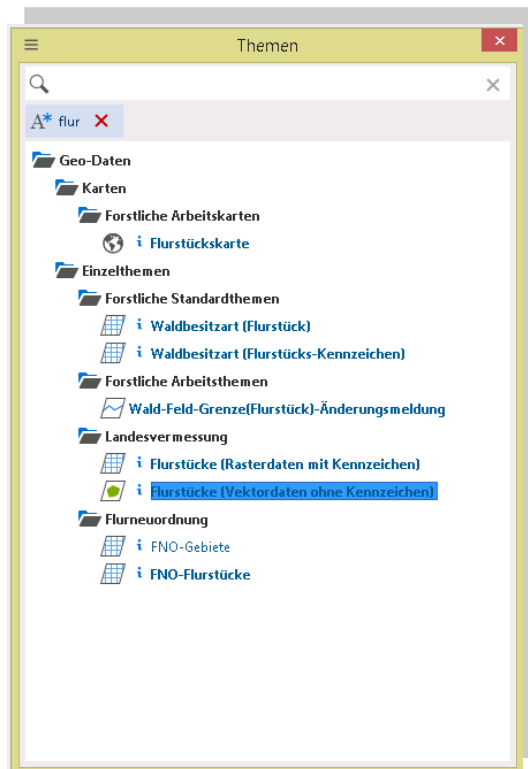 Themen
A* flur
Geo-Daten
Karten
Forstliche Arbeitskarten
i Flurstückskarte
Einzelthemen
Forstliche Standardthemen
i Waldbesitzart (Flurstück)
i Waldbesitzart (Flurstücks-Kennzeichen)
Forstliche Arbeitsthemen
Wald-Feld-Grenze(Flurstück)-Änderungsmeldung
Landesvermessung
i Flurstücke (Rasterdaten mit Kennzeichen)
i Flurstücke (Vektordaten ohne Kennzeichen)
Flurneuordnung
i FNO-Gebiete
i FNO-Flurstücke